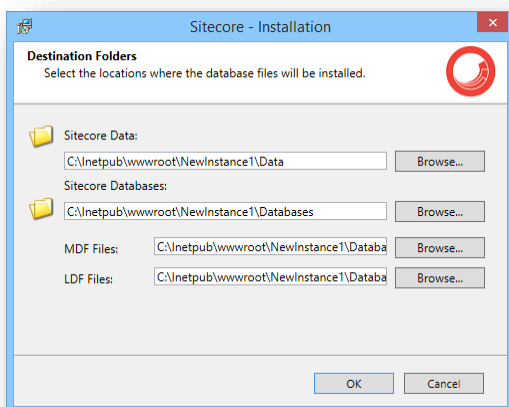 Sitecore - Installation
Destination Folders
Select the locations where the database files will be installed.
Sitecore Data:
C:\Inetpub\wwwroot\NewInstance1\Data
Browse...
Sitecore Databases:
C:\Inetpub\wwwroot\NewInstance1\Databases
Browse...
MDF Files:
C:\Inetpub\wwwroot\NewInstance1\Databa
Browse...
LDF Files:
C:\Inetpub\wwwroot\NewInstance1\Databa
Browse...
OK
Cancel